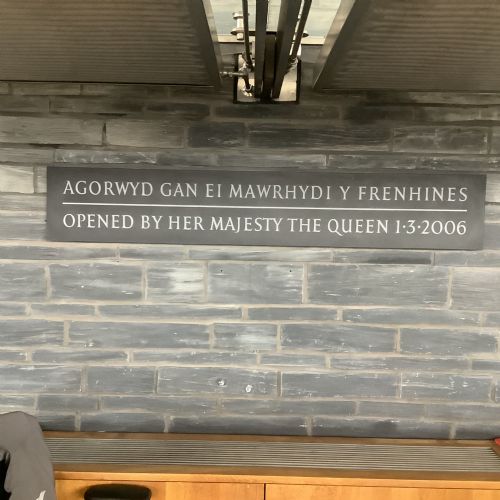 AGORWYD GAN EI MAWRHYDI Y FRENHINES
OPENED BY HER MAJESTY THE QUEEN 1·3·2006